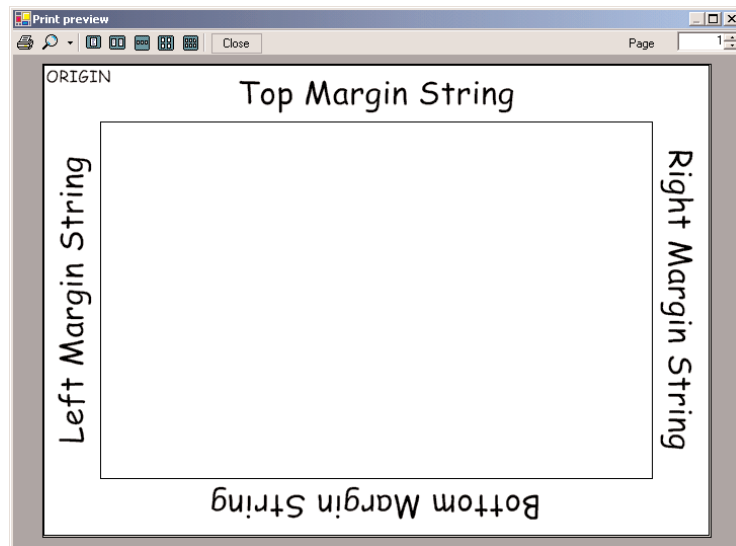 Print preview
Close
Page
1
ORIGIN
Top Margin String
Left Margin String
Right Margin String
Bottom Margin String